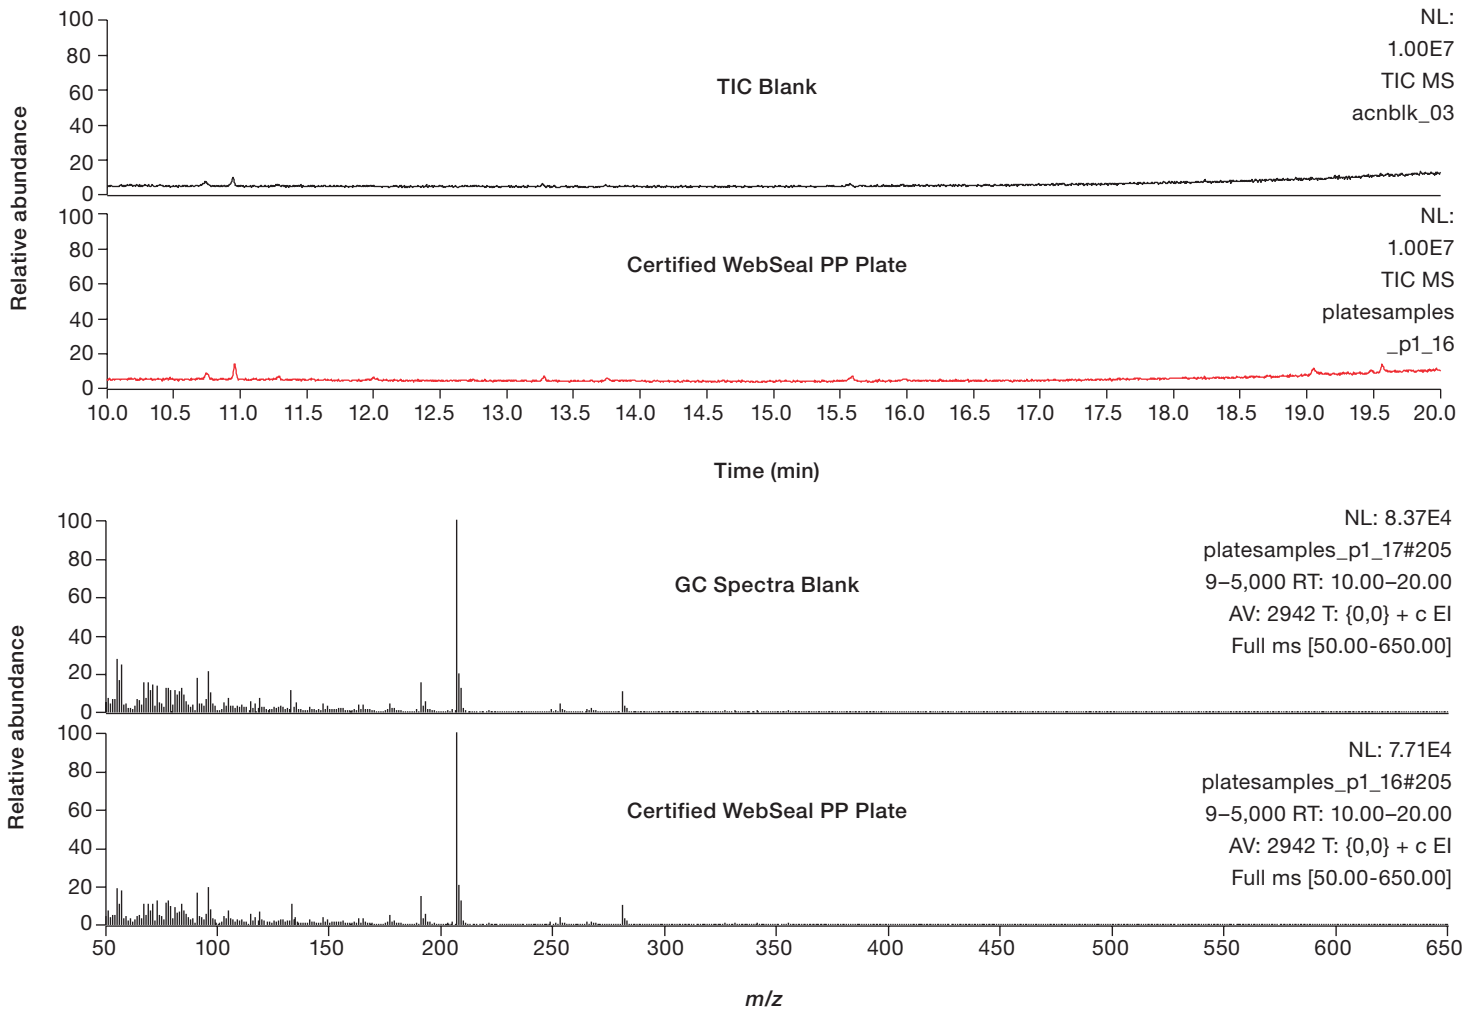 Relative abundance
100
80
60
40
20
0
TIC Blank
NL:
1.00E7
TIC MS
acnblk_03
100
80
60
40
20
0
Certified WebSeal PP Plate
NL:
1.00E7
TIC MS
platesamples
_p1_16
10.0 10.5 11.0 11.5 12.0 12.5 13.0 13.5 14.0 14.5 15.0 15.5 16.0 16.5 17.0 17.5 18.0 18.5 19.0 19.5 20.0
Time (min)
Relative abundance
100
80
60
40
20
0
GC Spectra Blank
NL: 8.37E4
platesamples_p1_17#205
9–5,000 RT: 10.00–20.00
AV: 2942 T: {0,0} + c EI
Full ms [50.00-650.00]
100
80
60
40
20
0
Certified WebSeal PP Plate
NL: 7.71E4
platesamples_p1_16#205
9–5,000 RT: 10.00–20.00
AV: 2942 T: {0,0} + c EI
Full ms [50.00-650.00]
50 100 150 200 250 300 350 400 450 500 550 600 650
m/z